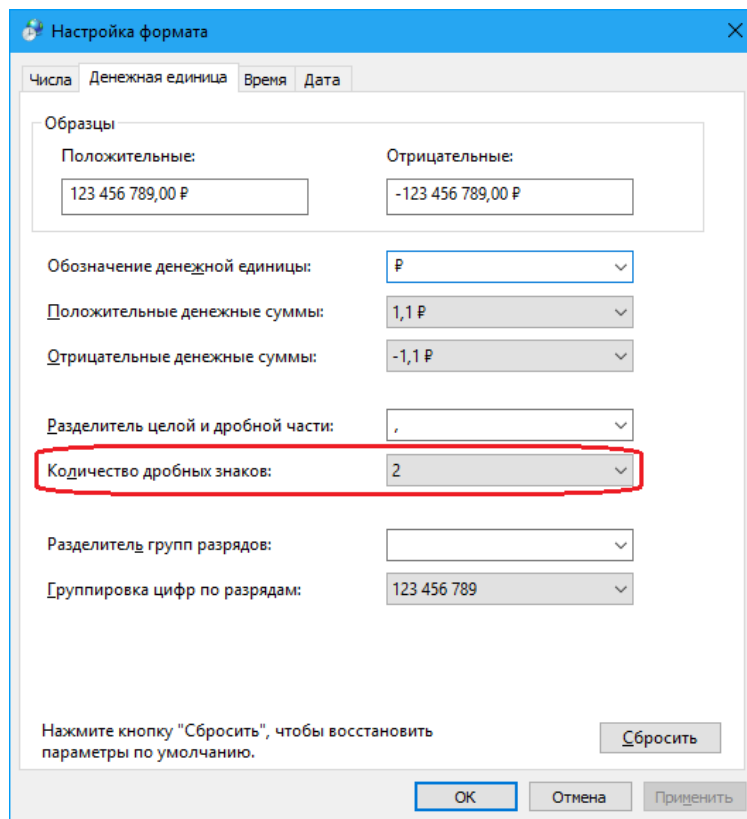 Настройка формата
Числа Денежная единица Время Дата
Образцы
Положительные: Отрицательные:
123 456 789,00 ₽ -123 456 789,00 ₽
Обозначение денежной единицы: ₽
Положительные денежные суммы: 1,1 ₽
Отрицательные денежные суммы: -1,1 ₽
Разделитель целой и дробной части: ,
Количество дробных знаков: 2
Разделитель групп разрядов:
Группировка цифр по разрядам: 123 456 789
Нажмите кнопку "Сбросить", чтобы восстановить
параметры по умолчанию.
Сбросить
ОК Отмена Применить